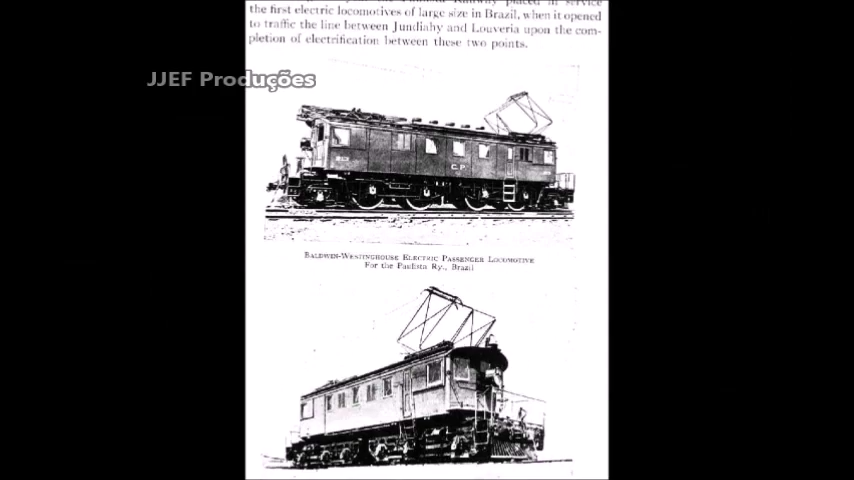 the first electric locomotives of large size in Brazil, when it opened
to traffic the line between Jundiahy and Louveria upon the com-
pletion of electrification between these two points.
JJEF Produções
C.P.
BALDWIN-WESTINGHOUSE ELECTRIC PASSENGER LOCOMOTIVE
For the Paulista Ry., Brazil